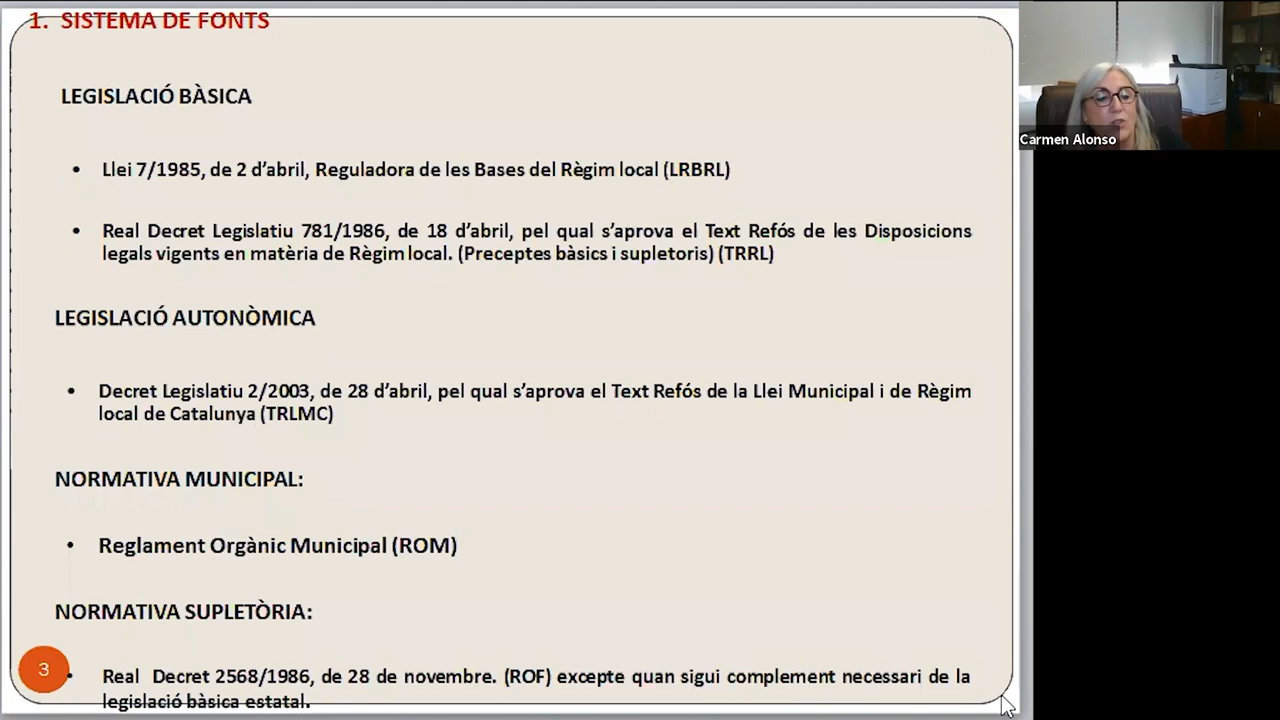 1. SISTEMA DE FONTS
LEGISLACIÓ BÀSICA
• Llei 7/1985, de 2 d’abril, Reguladora de les Bases del Règim local (LRBRL)
• Real Decret Legislatiu 781/1986, de 18 d’abril, pel qual s’aprova el Text Refós de les Disposicions
legals vigents en matèria de Règim local. (Preceptes bàsics i supletoris) (TRRL)
LEGISLACIÓ AUTONÒMICA
• Decret Legislatiu 2/2003, de 28 d’abril, pel qual s’aprova el Text Refós de la Llei Municipal i de Règim
local de Catalunya (TRLMC)
NORMATIVA MUNICIPAL:
• Reglament Orgànic Municipal (ROM)
NORMATIVA SUPLETÒRIA:
• Real Decret 2568/1986, de 28 de novembre. (ROF) excepte quan sigui complement necessari de la
legislació bàsica estatal.
3
Carmen Alonso